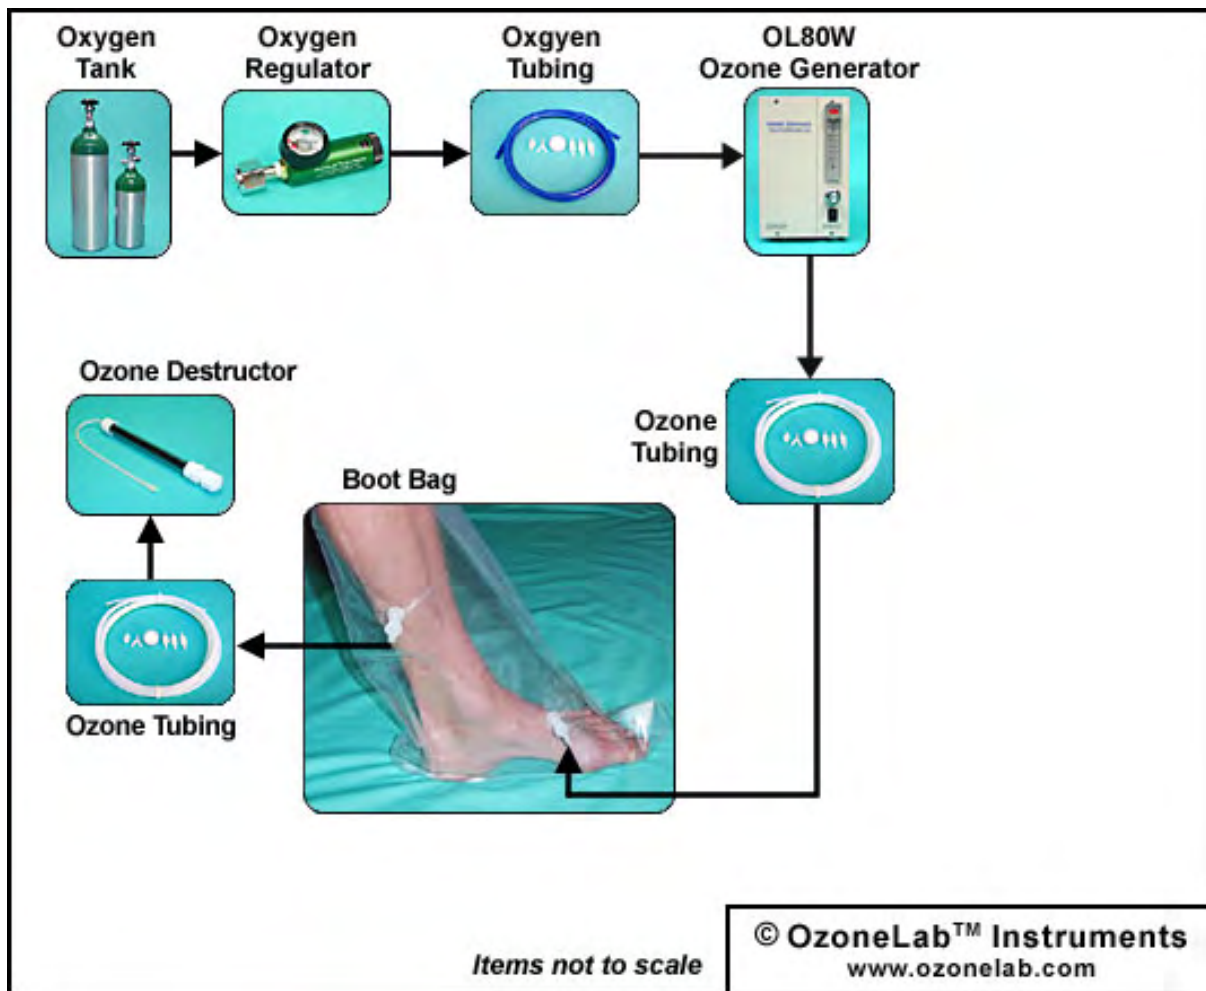 Oxygen
Tank
Oxygen
Regulator
Oxgyen
Tubing
OL80W
Ozone Generator
Ozone Destructor
Ozone
Tubing
Boot Bag
Ozone Tubing
Items not to scale
© OzoneLab™ Instruments
www.ozonelab.com